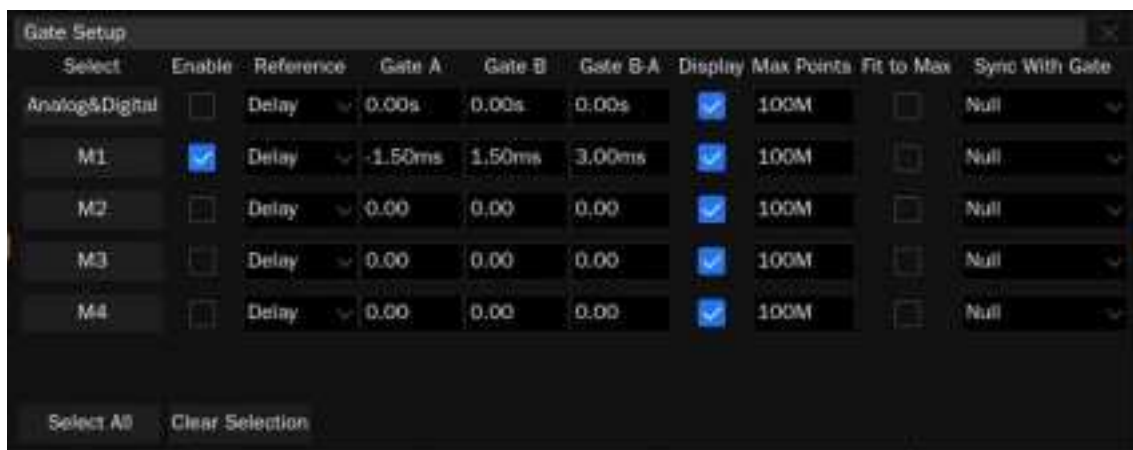 Gate Setup
Select Enable Reference Gate A Gate B Gate B-A Display Max Points Fit to Max Sync With Gate
Analog&Digital Delay 0.00s 0.00s 0.00s 100M Null
M1 Delay -1.50ms 1.50ms 3.00ms 100M Null
M2 Delay 0.00 0.00 0.00 100M Null
M3 Delay 0.00 0.00 0.00 100M Null
M4 Delay 0.00 0.00 0.00 100M Null
Select All Clear Selection